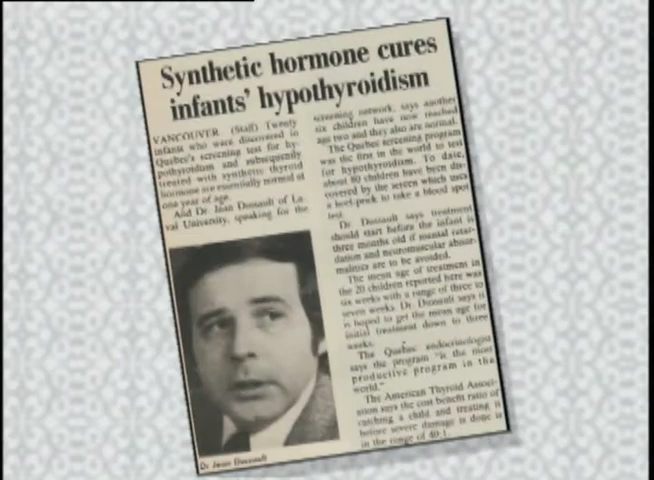 Synthetic hormone cures
infants' hypothyroidism
VANCOUVER (Staff) Twenty
infants who were discovered in
Quebec's screening test for hy-
pothyroidism and subsequently
treated with synthetic thyroid
hormone are essentially normal at
one year of age.
And Dr. Jean Dussault of La-
val University, speaking for the
Dr Jean Dussault
screening network, says another
six children have now reached
age two and they also are normal.
The Quebec screening program
was the first in the world to test
for hypothyroidism. To date,
about 80 children have been dis-
covered by the screen which uses
a heel-prick to take a blood spot
test.
Dr. Dussault says treatment
should start before the infant is
three months old if mental retar-
dation and neuromuscular abnor-
malities are to be avoided.
The mean age of treatment in
the 20 children reported here was
six weeks with a range of three to
seven weeks. Dr. Dussault says it
is hoped to get the mean age for
initial treatment down to three
weeks.
The Quebec endocrinologist
says the program "is the most
productive program in the
world."
The American Thyroid Associ-
ation says the cost benefit ratio of
catching a child and treating it
before severe damage is done is
in the range of 40:1.